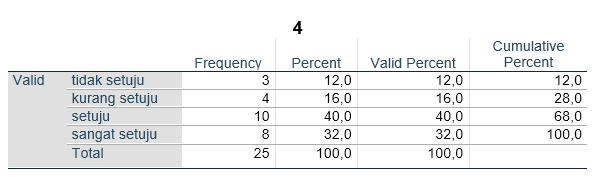 4
Frequency Percent Valid Percent Cumulative Percent
Valid tidak setuju 3 12,0 12,0 12,0
kurang setuju 4 16,0 16,0 28,0
setuju 10 40,0 40,0 68,0
sangat setuju 8 32,0 32,0 100,0
Total 25 100,0 100,0